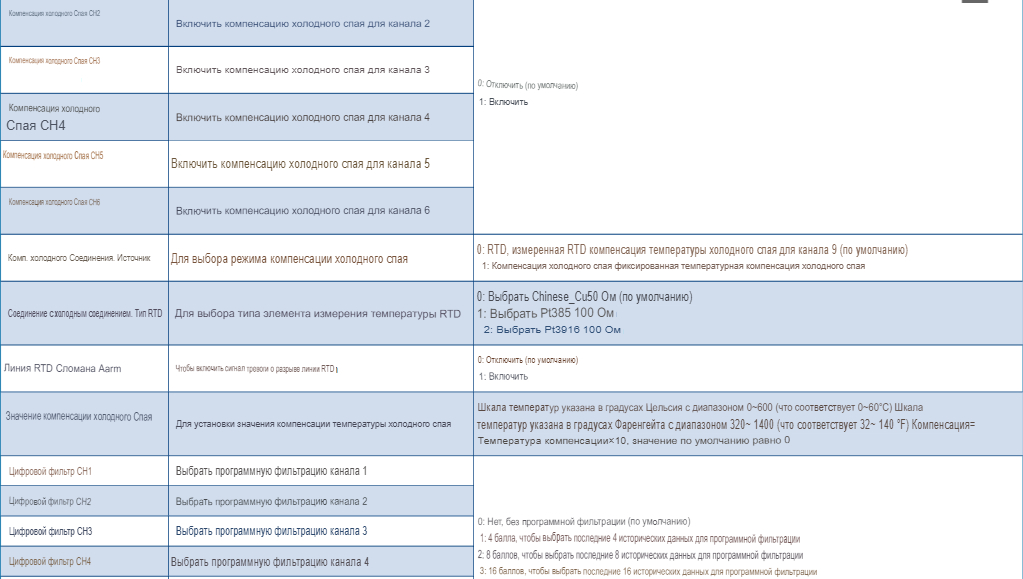 Компенсация холодного Спая CH2
Включить компенсацию холодного спая для канала 2
Компенсация холодного Спая CH3
Включить компенсацию холодного спая для канала 3
0: Отключить (по умолчанию)
1: Включить
Компенсация холодного
Спая CH4
Включить компенсацию холодного спая для канала 4
Компенсация холодного Спая CH5
Включить компенсацию холодного спая для канала 5
Компенсация холодного Спая CH6
Включить компенсацию холодного спая для канала 6
Комп. холодного Соединения. Источник
Для выбора режима компенсации холодного спая
0: RTD, измеренная RTD компенсация температуры холодного спая для канала 9 (по умолчанию)
1: Компенсация холодного спая фиксированная температурная компенсация холодного спая
Соединение с холодным соединением. Тип RTD
Для выбора типа элемента измерения температуры RTD
0: Выбрать Chinese_Cu50 Ом (по умолчанию)
1: Выбрать Pt385 100 Ом
2: Выбрать Pt3916 100 Ом
Линия RTD Сломана Aarm
Чтобы включить сигнал тревоги о разрыве линии RTD
0: Отключить (по умолчанию)
1: Включить
Значение компенсации холодного Спая
Для установки значения компенсации температуры холодного спая
Шкала температур указана в градусах Цельсия с диапазоном 0~600 (что соответствует 0~60°C) Шкала
температур указана в градусах Фаренгейта с диапазоном 320~ 1400 (что соответствует 32~ 140 °F) Компенсация=
Температура компенсации×10, значение по умолчанию равно 0
Цифровой фильтр CH1
Выбрать программную фильтрацию канала 1
Цифровой фильтр CH2
Выбрать программную фильтрацию канала 2
Цифровой фильтр CH3
Выбрать программную фильтрацию канала 3
Цифровой фильтр CH4
Выбрать программную фильтрацию канала 4
0: Нет, без программной фильтрации (по умолчанию)
1: 4 балла, чтобы выбрать последние 4 исторических данных для программной фильтрации
2: 8 баллов, чтобы выбрать последние 8 исторических данных для программной фильтрации
3: 16 баллов, чтобы выбрать последние 16 исторических данных для программной фильтрации